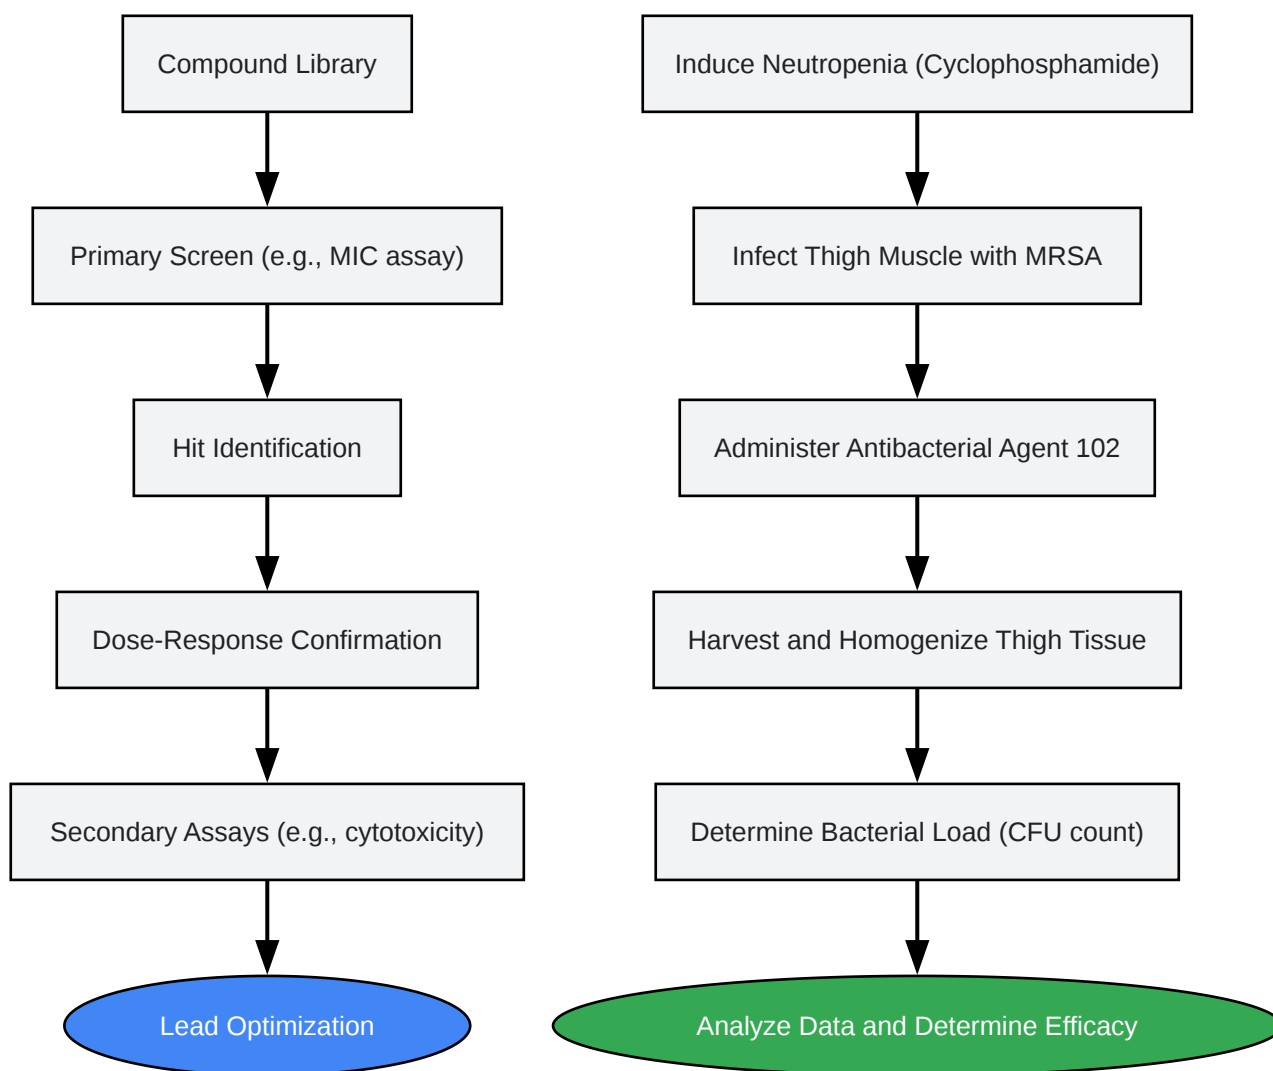 Compound Library
Primary Screen (e.g., MIC assay)
Hit Identification
Dose-Response Confirmation
Secondary Assays (e.g., cytotoxicity)
Lead Optimization
Induce Neutropenia (Cyclophosphamide)
Infect Thigh Muscle with MRSA
Administer Antibacterial Agent 102
Harvest and Homogenize Thigh Tissue
Determine Bacterial Load (CFU count)
Analyze Data and Determine Efficacy